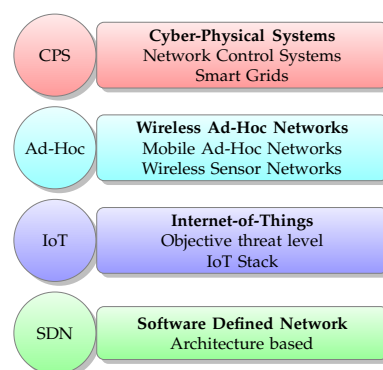 CPS
Cyber-Physical Systems
Network Control Systems
Smart Grids
Ad-Hoc
Wireless Ad-Hoc Networks
Mobile Ad-Hoc Networks
Wireless Sensor Networks
IoT
Internet-of-Things
Objective threat level
IoT Stack
SDN
Software Defined Network
Architecture based